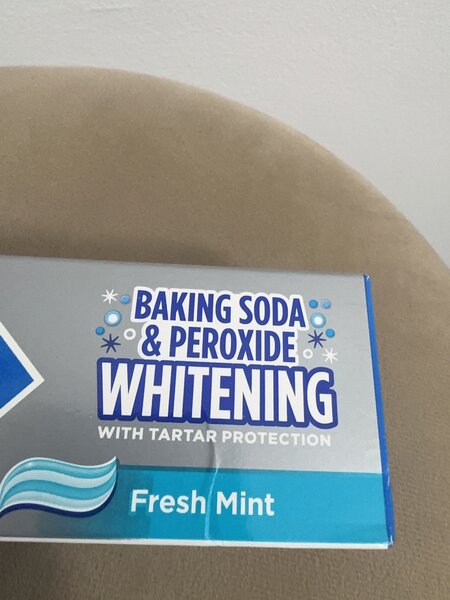 BAKING SODA
& PEROXIDE
WHITENING
WITH TARTAR PROTECTION
Fresh Mint